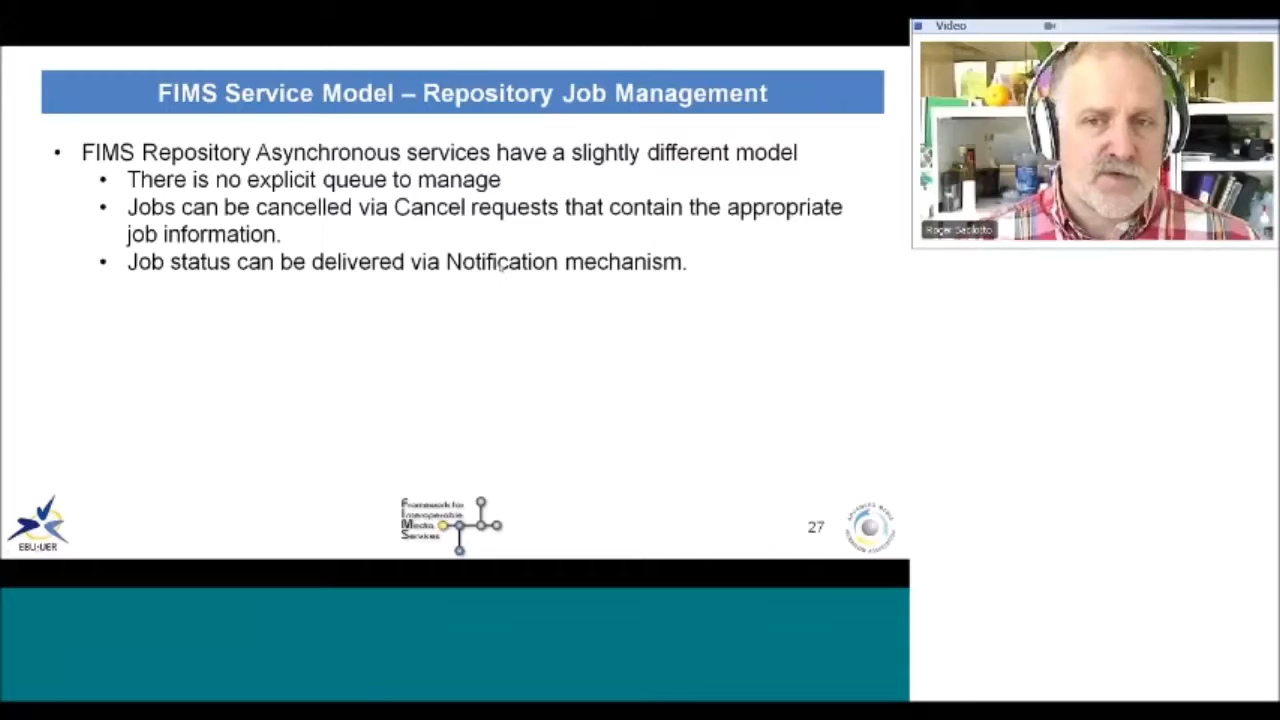 Video
FIMS Service Model – Repository Job Management
• FIMS Repository Asynchronous services have a slightly different model
• There is no explicit queue to manage
• Jobs can be cancelled via Cancel requests that contain the appropriate
job information.
• Job status can be delivered via Notification mechanism.
Roger Sacilotto
Framework for
Interoperable
Media
Services
27
EBU·UER